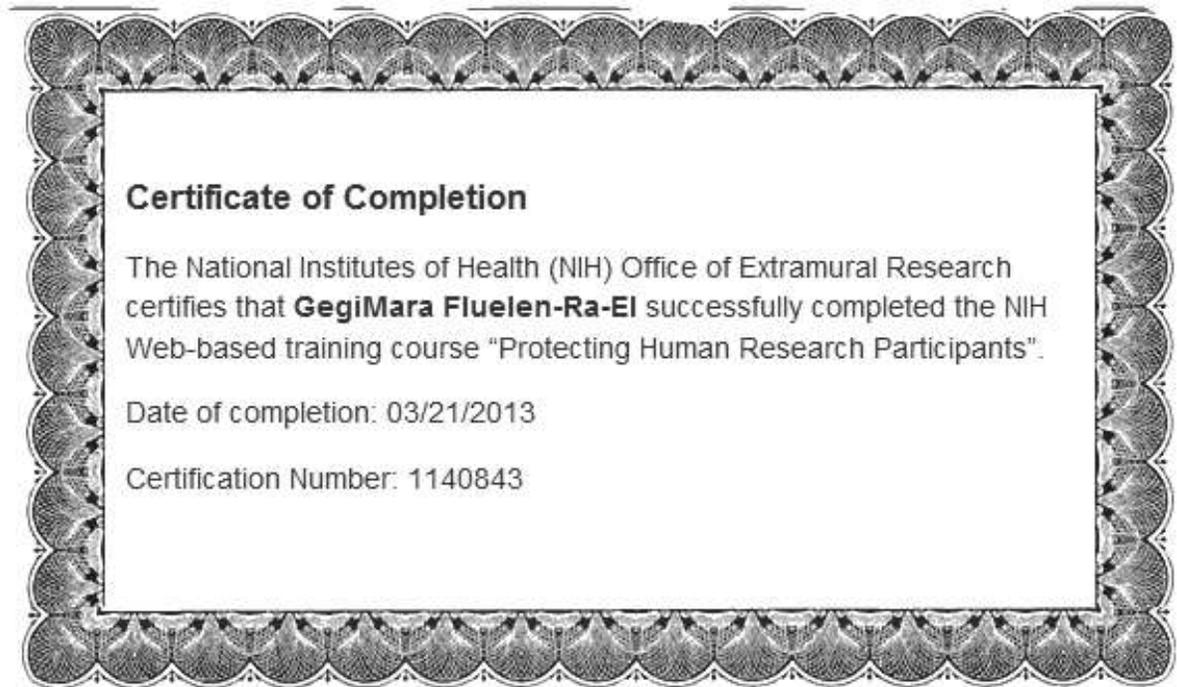 Certificate of Completion
The National Institutes of Health (NIH) Office of Extramural Research
certifies that GegiMara Fluelen-Ra-El successfully completed the NIH
Web-based training course “Protecting Human Research Participants”.
Date of completion: 03/21/2013
Certification Number: 1140843